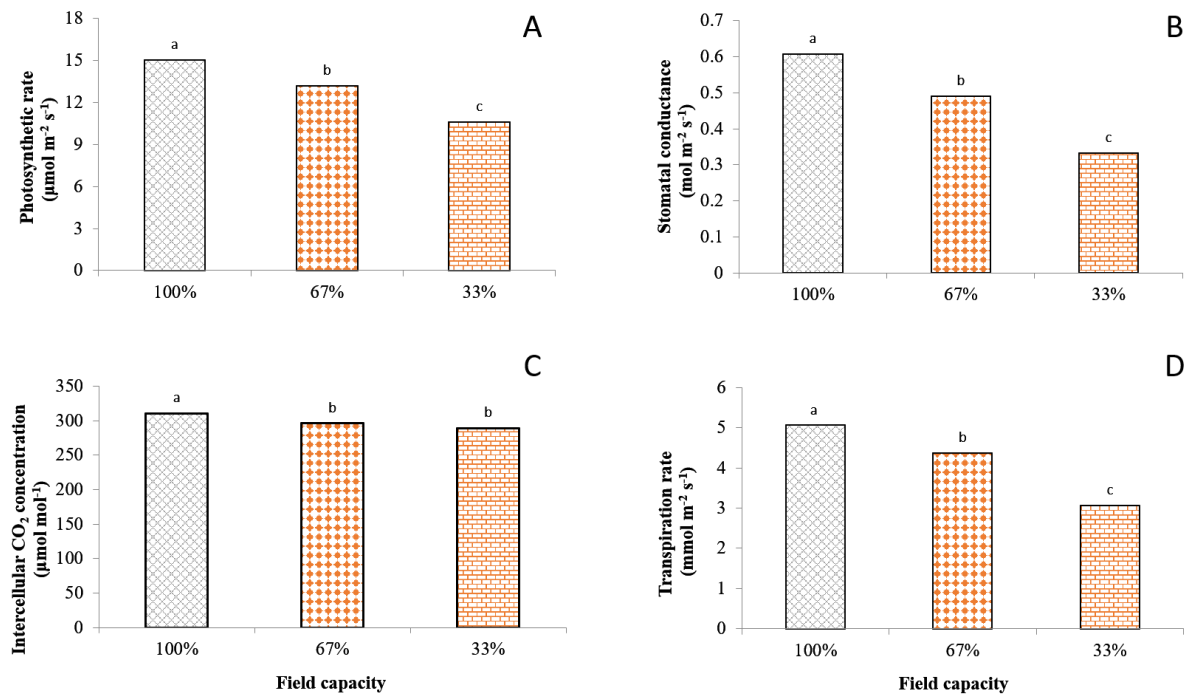 A
Photosynthetic rate
(µmol m⁻² s⁻¹)
18
15
12
9
6
3
0
a
b
c
100%
67%
33%
B
Stomatal conductance
(mol m⁻² s⁻¹)
0.7
0.6
0.5
0.4
0.3
0.2
0.1
0
a
b
c
100%
67%
33%
C
Intercellular CO₂ concentration
(µmol mol⁻¹)
350
300
250
200
150
100
50
0
a
b
b
100%
67%
33%
Field capacity
D
Transpiration rate
(mmol m⁻² s⁻¹)
6
5
4
3
2
1
0
a
b
c
100%
67%
33%
Field capacity